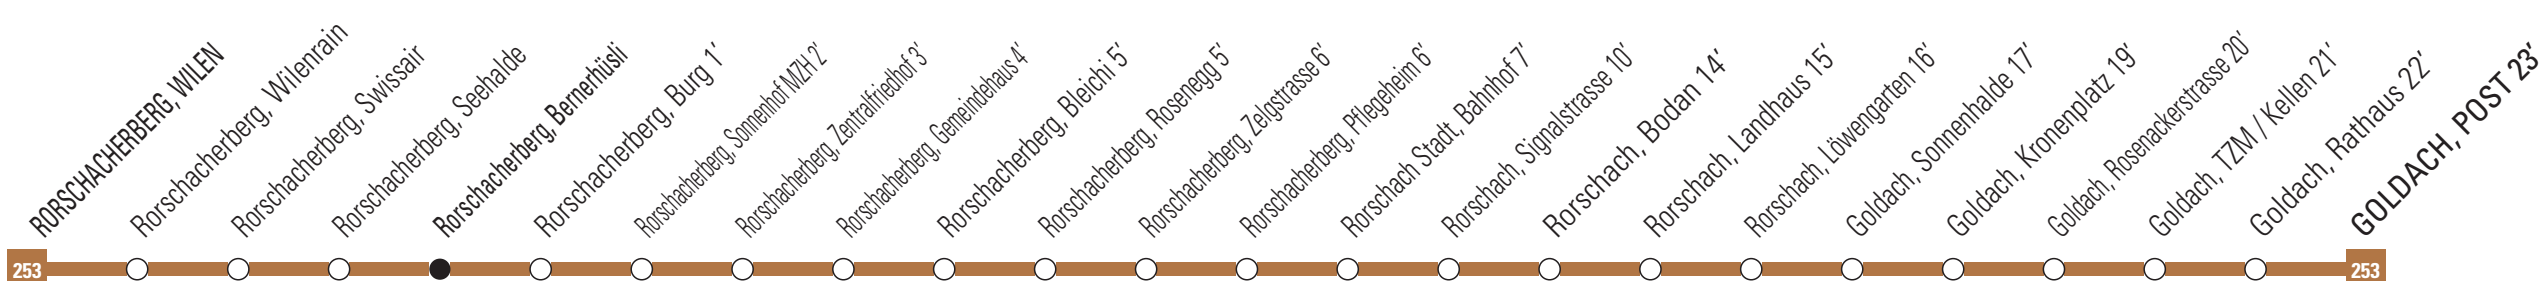 RORSCHACHERBERG, WILEN
Rorschacherberg, Wilenrain
Rorschacherberg, Swissair
Rorschacherberg, Seehalde
Rorschacherberg, Bernerhüsli
Rorschacherberg, Burg 1’
Rorschacherberg, Sonnenhof MZH 2’
Rorschacherberg, Zentralfriedhof 3’
Rorschacherberg, Gemeindehaus 4’
Rorschacherberg, Bleichi 5’
Rorschacherberg, Rosenegg 5’
Rorschacherberg, Zelgstrasse 6’
Rorschacherberg, Pflegeheim 6’
Rorschach Stadt, Bahnhof 7’
Rorschach, Signalstrasse 10’
Rorschach, Bodan 14’
Rorschach, Landhaus 15’
Rorschach, Löwengarten 16’
Goldach, Sonnenhalde 17’
Goldach, Kronenplatz 19’
Goldach, Rosenackerstrasse 20’
Goldach, TZM / Kellen 21’
Goldach, Rathaus 22’
GOLDACH, POST 23’
253
253